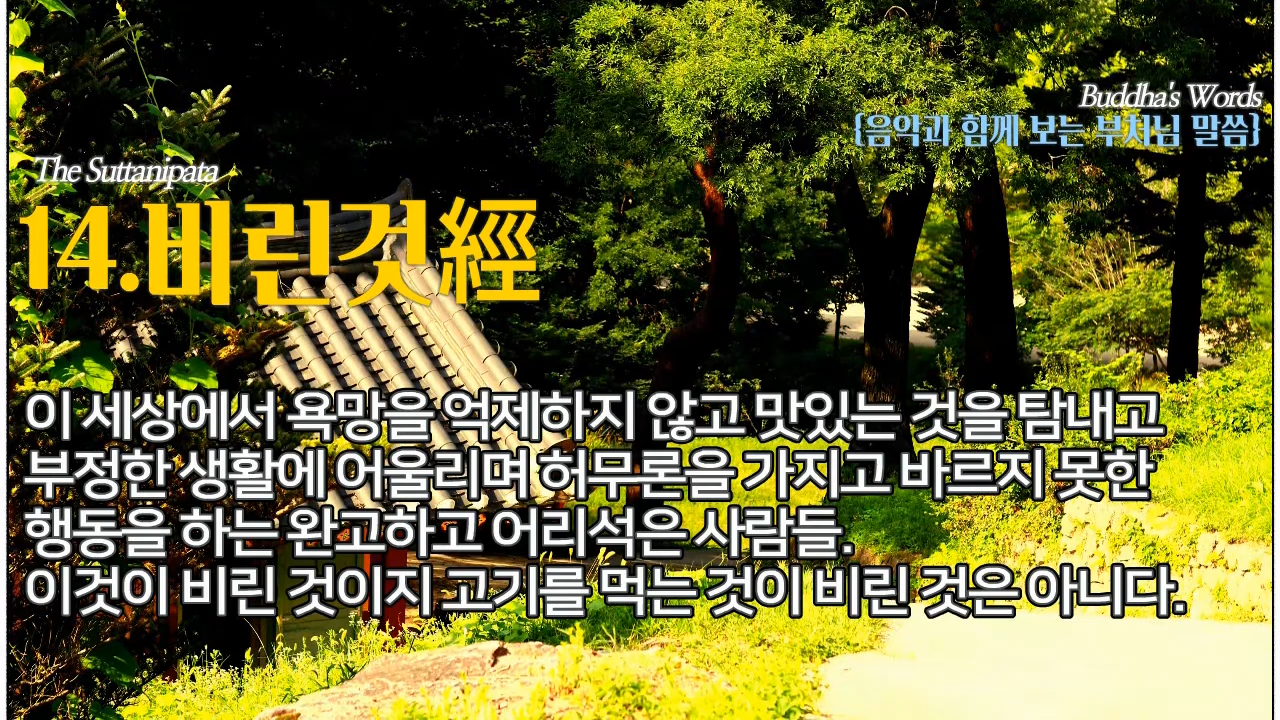 Buddha's Words
{음악과 함께 보는 부처님 말씀}
The Suttanipata
14.비린것經
이 세상에서 욕망을 억제하지 않고 맛있는 것을 탐내고
부정한 생활에 어울리며 허무론을 가지고 바르지 못한
행동을 하는 완고하고 어리석은 사람들.
이것이 비린 것이지 고기를 먹는 것이 비린 것은 아니다.